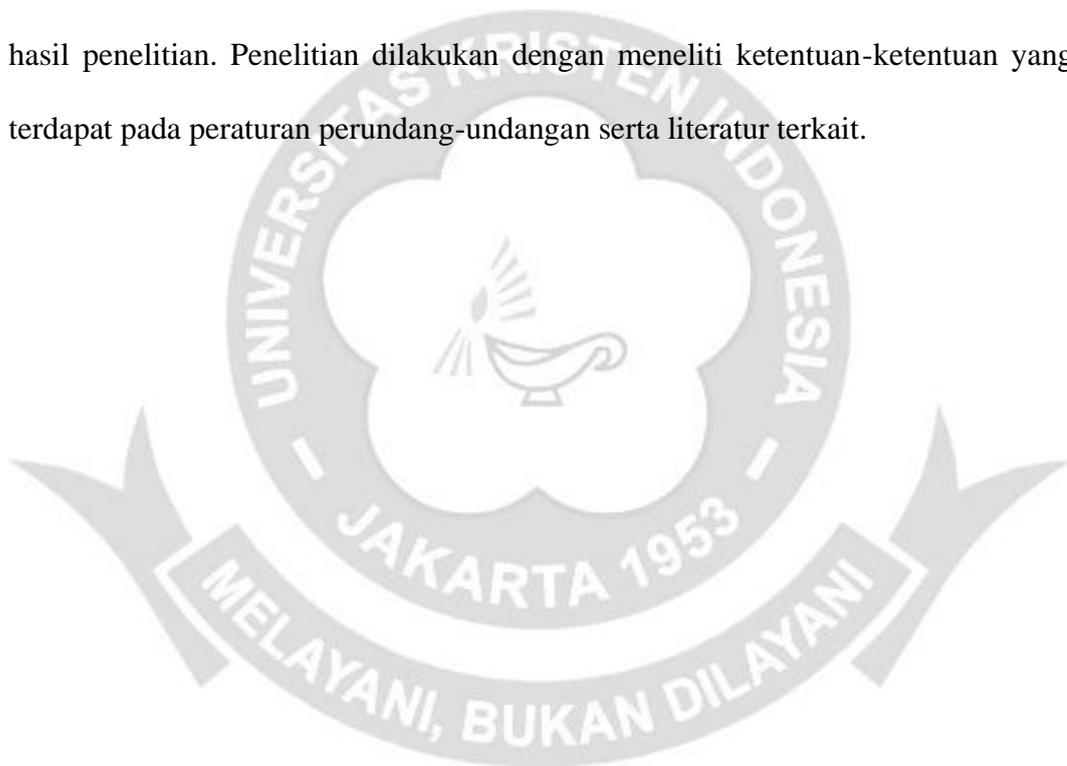 hasil penelitian. Penelitian dilakukan dengan meneliti ketentuan-ketentuan yang
terdapat pada peraturan perundang-undangan serta literatur terkait.
UNIVERSITAS KRISTEN INDONESIA
- JAKARTA 1953 -
MELAYANI, BUKAN DILAYANI